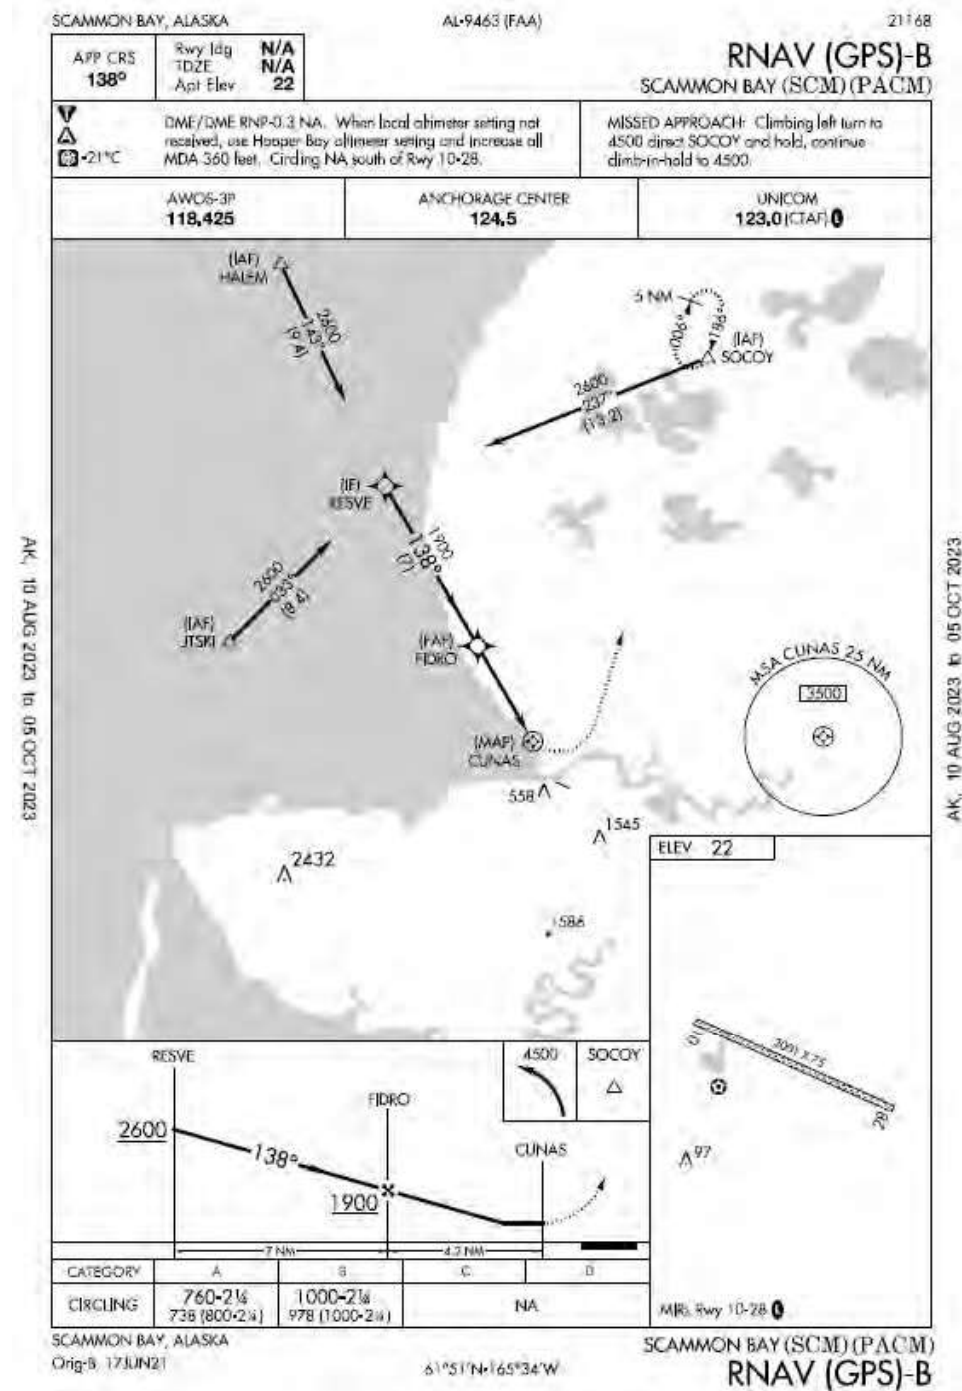 SCAMMON BAY, ALASKA
AL-9463 (FAA)
21168
APP CRS
138°
Rwy ldg N/A
TDZE N/A
Apt Elev 22
RNAV (GPS)-B
SCAMMON BAY (SCM)(PACM)
-21°C
DME/DME RNP-0.3 NA. When local altimeter setting not
received, use Hooper Bay altimeter setting and increase all
MDA 360 feet. Circling NA south of Rwy 10-28.
MISSED APPROACH: Climbing left turn to
4500 direct SOCOY and hold, continue
climb-in-hold to 4500.
AWOS-3P
118.425
ANCHORAGE CENTER
124.5
UNICOM
123.0 (CTAF) L
(IAF)
HALEM
2600
143°
(9.4)
5 NM
006°
186°
(IAF)
SOCOY
2600
237°
(13.2)
(IF)
RESVE
1900
138°
(7)
2600
033°
(8.4)
(IAF)
JTSKI
(FAF)
FIDRO
MSA CUNAS 25 NM
3500
(MAP)
CUNAS
558
1545
2432
1586
ELEV 22
10
3001 X 75
28
97
MIRL Rwy 10-28 L
RESVE
4500
SOCOY
FIDRO
2600
138°
CUNAS
1900
7 NM
4.2 NM
CATEGORY A B C D
CIRCLING
760-2¼
738 (800-2¼)
1000-2¼
978 (1000-2¼)
NA
SCAMMON BAY, ALASKA
Orig-B 17JUN21
61°51'N-165°34'W
SCAMMON BAY (SCM)(PACM)
RNAV (GPS)-B
AK, 10 AUG 2023 to 05 OCT 2023
AK, 10 AUG 2023 to 05 OCT 2023